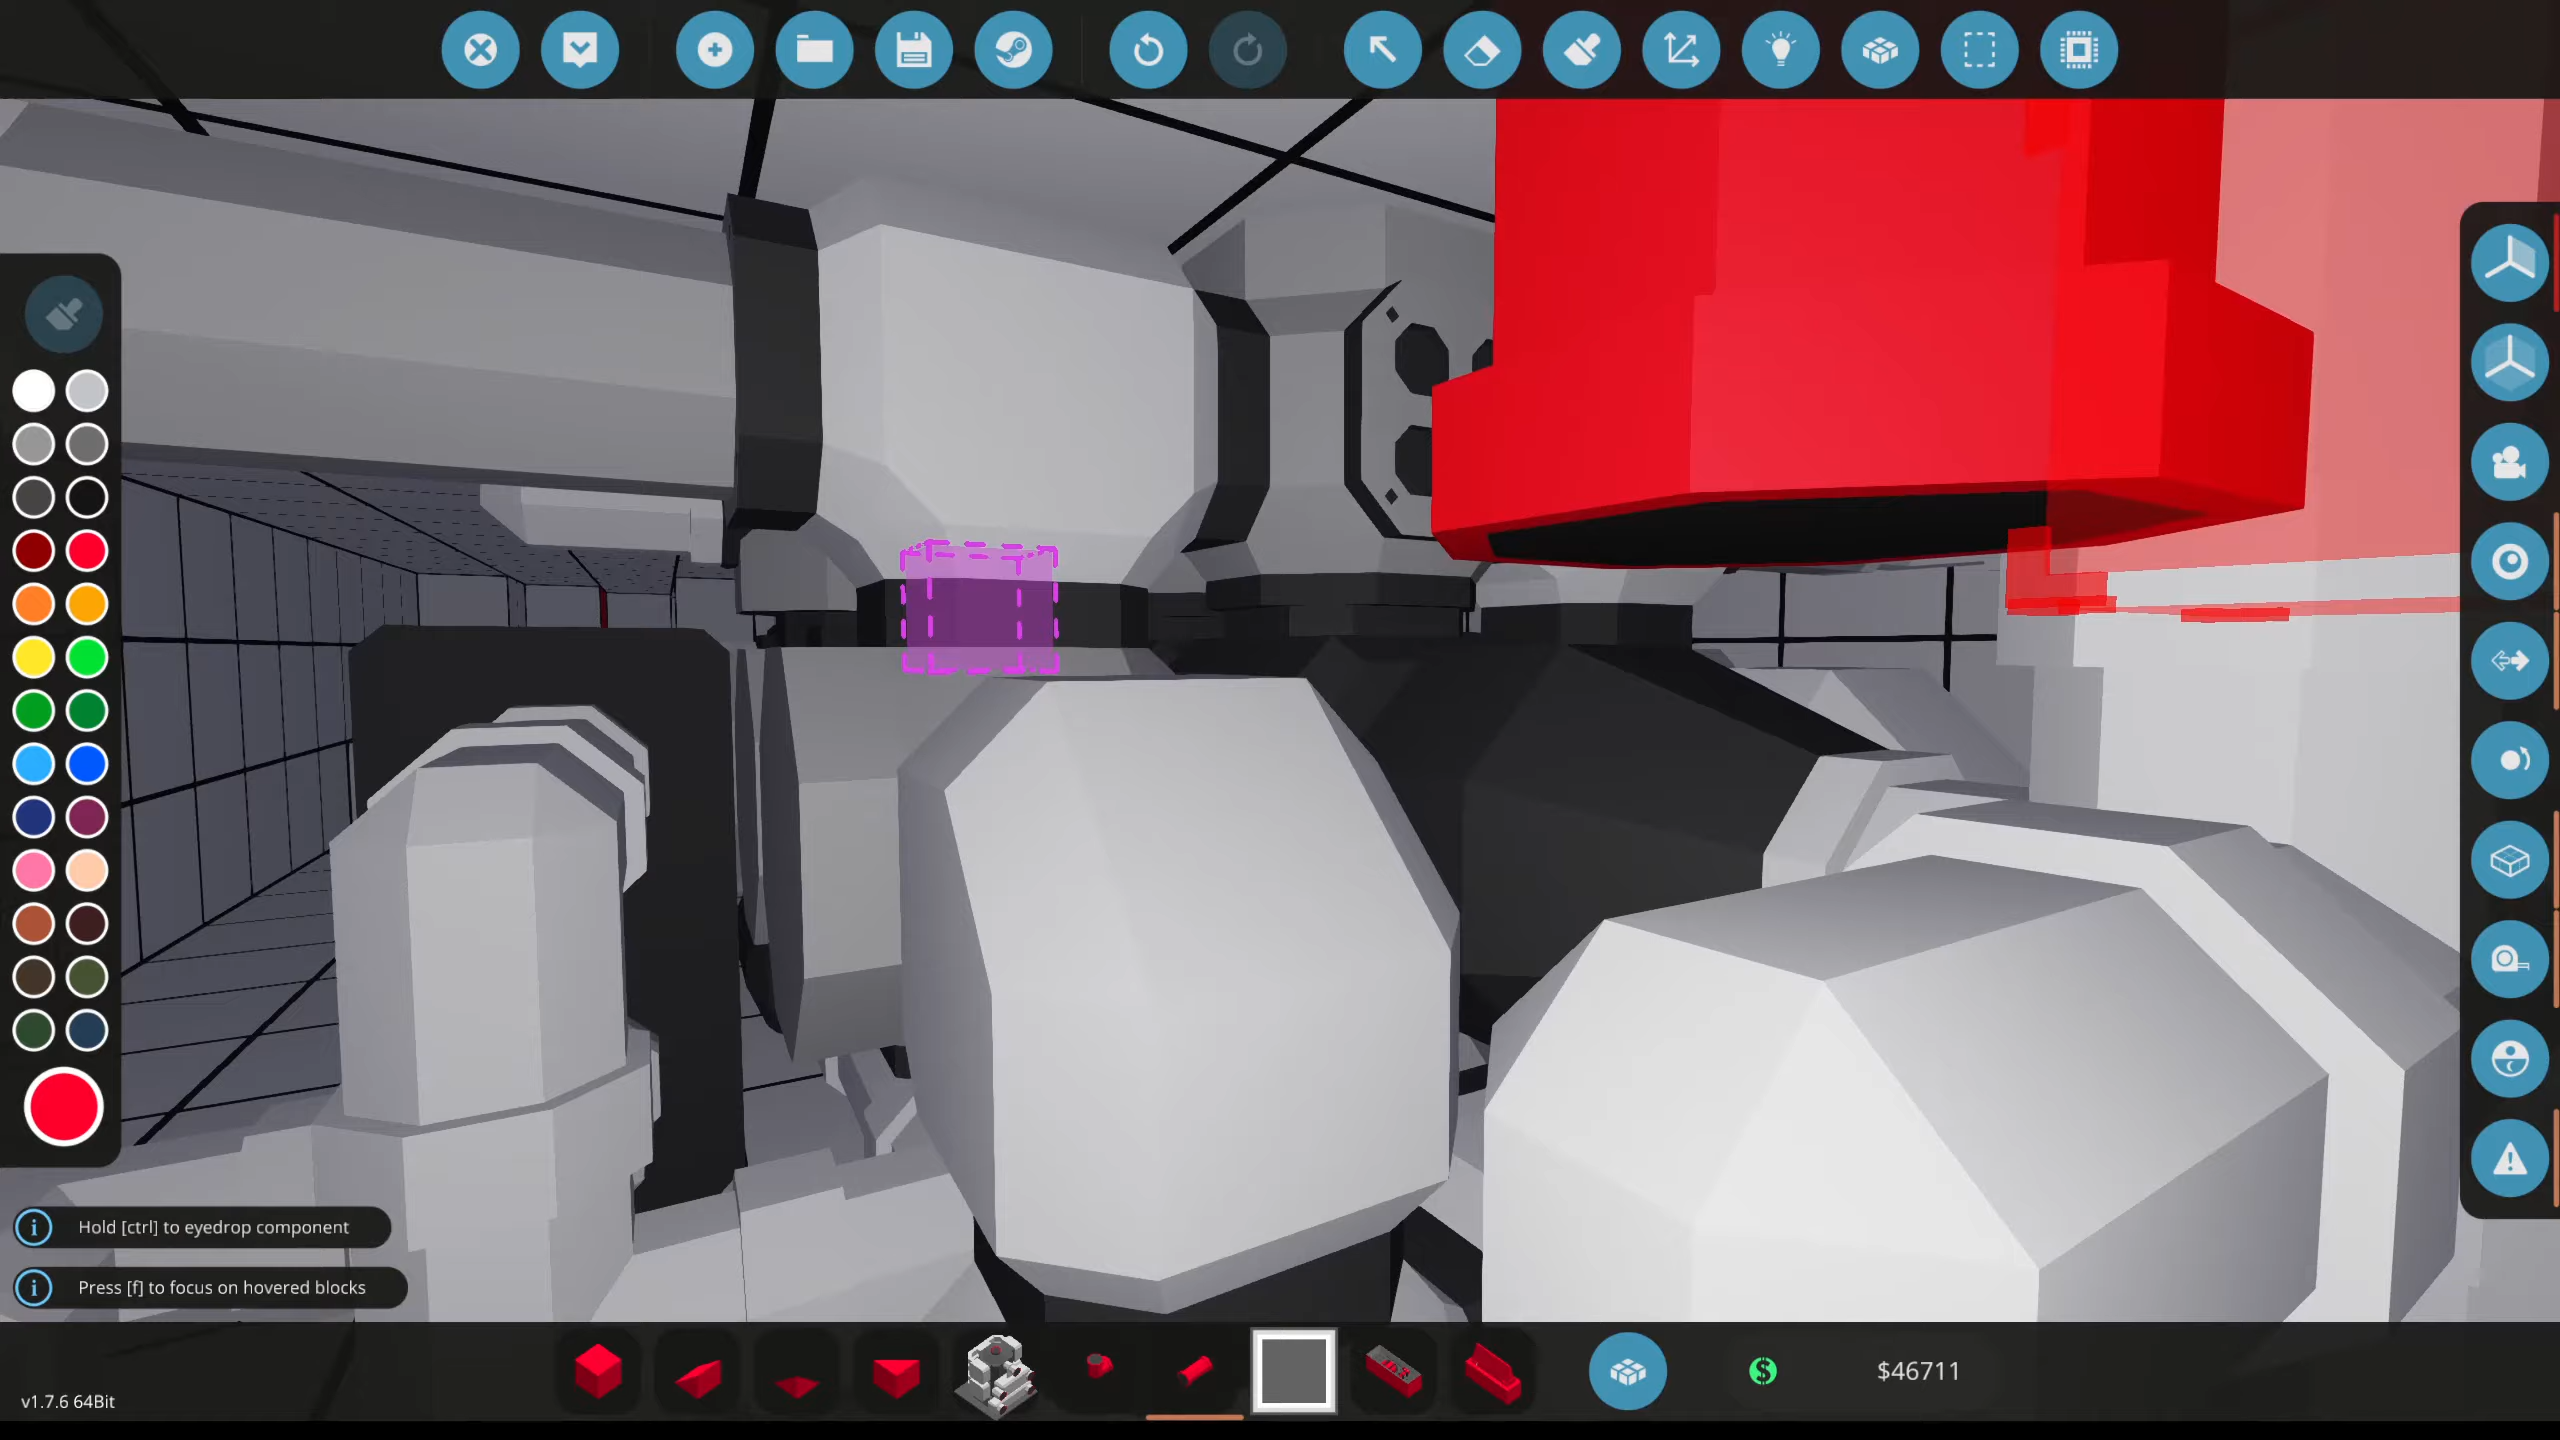 Hold [ctrl] to eyedrop component
Press [f] to focus on hovered blocks
v1.7.6 64Bit
$46711